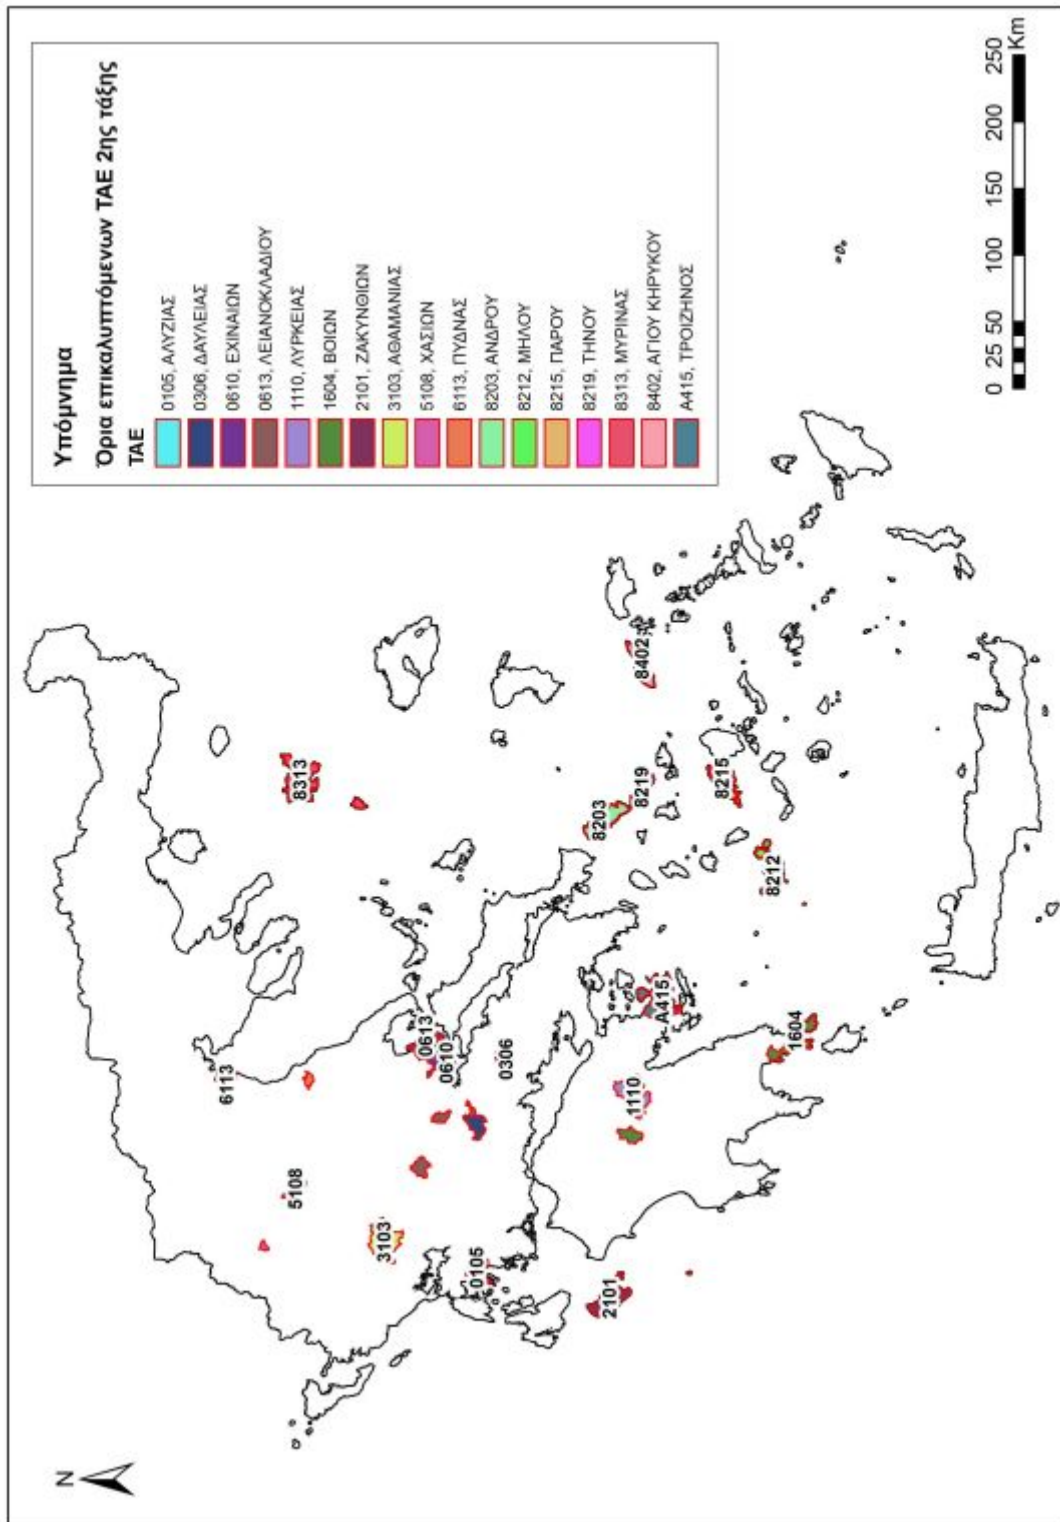 Υπόμνημα
Όρια επικαλυπτόμενων ΤΑΕ 2ης τάξης
ΤΑΕ
0105, ΑΛΥΖΙΑΣ
0306, ΔΑΥΛΕΙΑΣ
0610, ΕΧΙΝΑΙΩΝ
0613, ΛΕΙΑΝΟΚΛΑΔΙΟΥ
1110, ΛΥΡΚΕΙΑΣ
1604, ΒΟΙΩΝ
2101, ΖΑΚΥΝΘΙΩΝ
3103, ΑΘΑΜΑΝΙΑΣ
5108, ΧΑΣΙΩΝ
6113, ΠΥΔΝΑΣ
8203, ΑΝΔΡΟΥ
8212, ΜΗΛΟΥ
8215, ΠΑΡΟΥ
8219, ΤΗΝΟΥ
8313, ΜΥΡΙΝΑΣ
8402, ΑΓΙΟΥ ΚΗΡΥΚΟΥ
Α415, ΤΡΟΙΖΗΝΟΣ
N
6113
8313
5108
3103
0613
0610
0105
0306
8203
8219
8402
2101
1110
A415
8215
8212
1604
0 25 50 100 150 200 250
Km